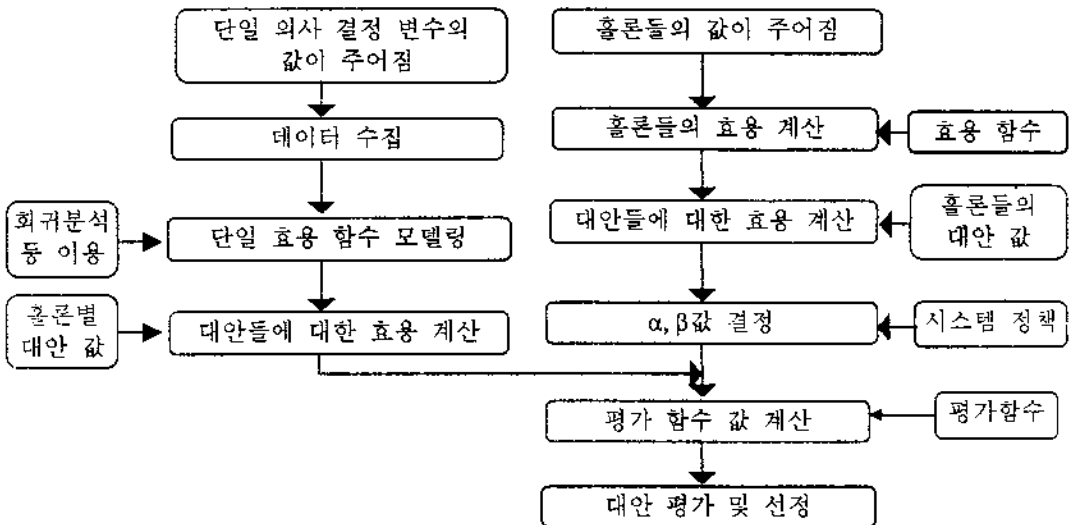 단일 의사 결정 변수의
값이 주어짐
데이터 수집
회귀분석
등 이용
단일 효용 함수 모델링
홀론별
대안 값
대안들에 대한 효용 계산
홀론들의 값이 주어짐
홀론들의 효용 계산
효용 함수
대안들에 대한 효용 계산
홀론들의
대안 값
α, β값 결정
시스템 정책
평가 함수 값 계산
평가함수
대안 평가 및 선정